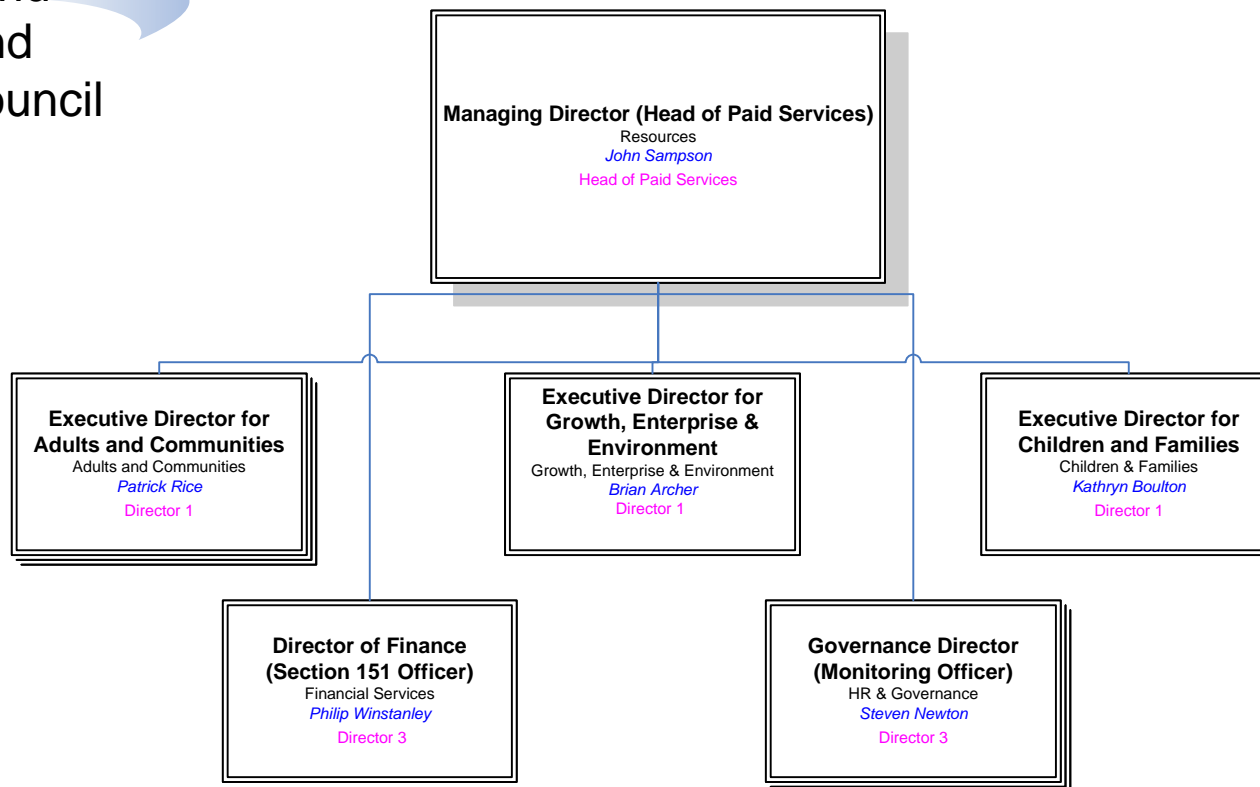 nd
ouncil
Managing Director (Head of Paid Services)
Resources
John Sampson
Head of Paid Services
Executive Director for
Adults and Communities
Adults and Communities
Patrick Rice
Director 1
Executive Director for
Growth, Enterprise &
Environment
Growth, Enterprise & Environment
Brian Archer
Director 1
Executive Director for
Children and Families
Children & Families
Kathryn Boulton
Director 1
Director of Finance
(Section 151 Officer)
Financial Services
Philip Winstanley
Director 3
Governance Director
(Monitoring Officer)
HR & Governance
Steven Newton
Director 3